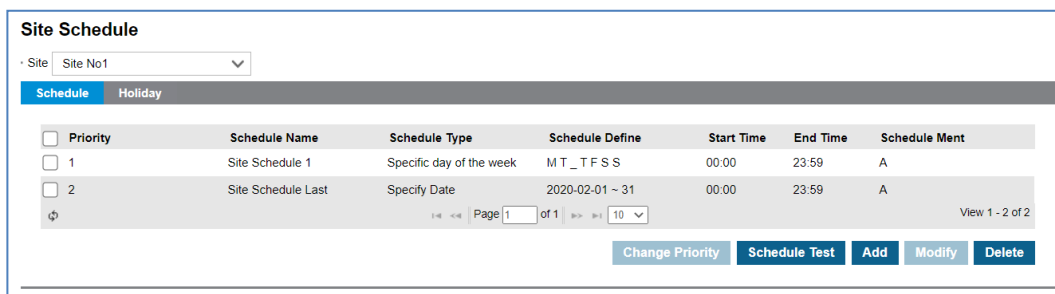 Site Schedule
· Site Site No1
Schedule Holiday
Priority Schedule Name Schedule Type Schedule Define Start Time End Time Schedule Ment
1 Site Schedule 1 Specific day of the week M T _ T F S S 00:00 23:59 A
2 Site Schedule Last Specify Date 2020-02-01 ~ 31 00:00 23:59 A
Page 1 of 1 10 View 1 - 2 of 2
Change Priority Schedule Test Add Modify Delete